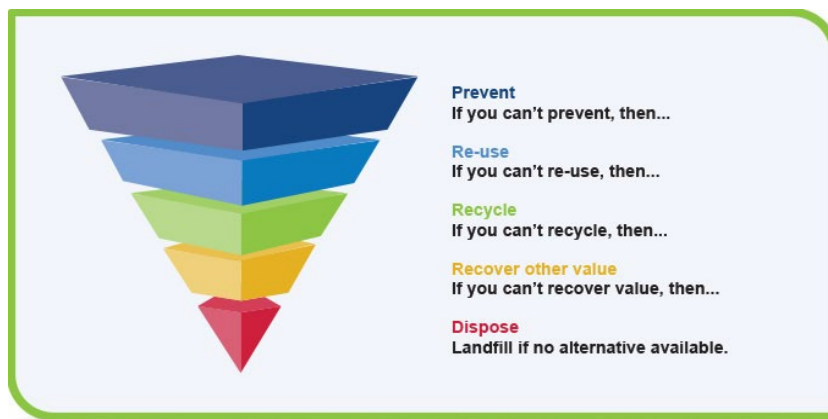 Prevent
If you can't prevent, then...
Re-use
If you can't re-use, then...
Recycle
If you can't recycle, then...
Recover other value
If you can't recover value, then...
Dispose
Landfill if no alternative available.